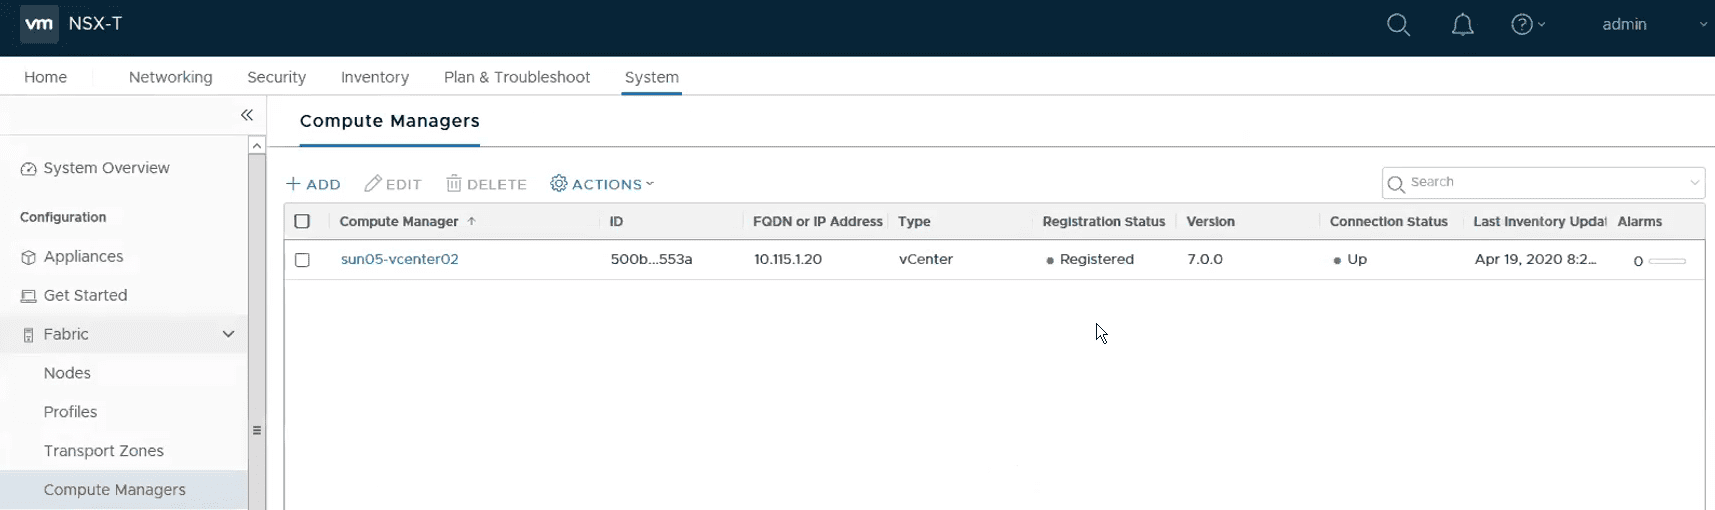 vm NSX-T admin
Home Networking Security Inventory Plan & Troubleshoot System
Compute Managers
System Overview
Configuration
Appliances
Get Started
Fabric
Nodes
Profiles
Transport Zones
Compute Managers
+ ADD EDIT DELETE ACTIONS
Search
Compute Manager ID FQDN or IP Address Type Registration Status Version Connection Status Last Inventory Updat Alarms
sun05-vcenter02 500b...553a 10.115.1.20 vCenter Registered 7.0.0 Up Apr 19, 2020 8:2... 0